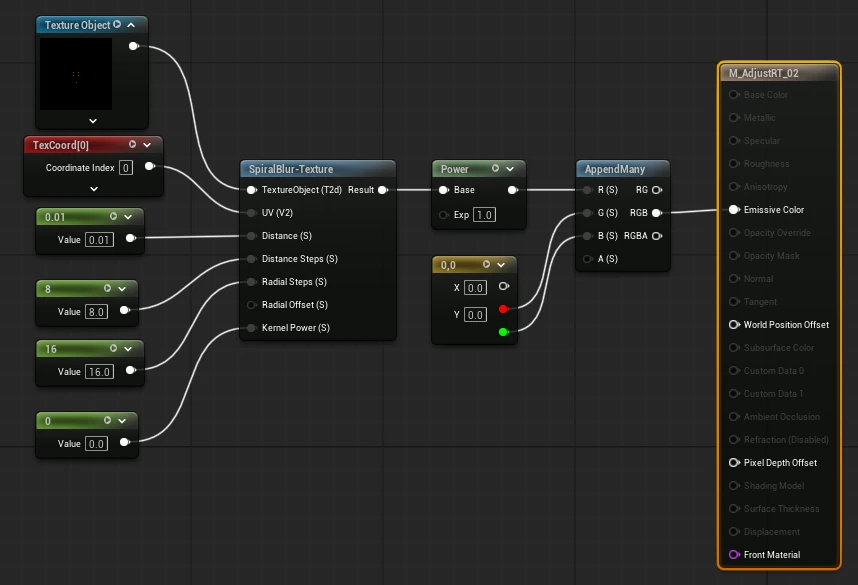 Texture Object
TexCoord[0]
Coordinate Index 0
0.01
Value 0.01
8
Value 8.0
16
Value 16.0
0
Value 0.0
SpiralBlur-Texture
TextureObject (T2d) Result
UV (V2)
Distance (S)
Distance Steps (S)
Radial Steps (S)
Radial Offset (S)
Kernel Power (S)
Power
Base
Exp 1.0
0,0
X 0.0
Y 0.0
AppendMany
R (S) RG
G (S) RGB
B (S) RGBA
A (S)
M_AdjustRT_02
Base Color
Metallic
Specular
Roughness
Anisotropy
Emissive Color
Opacity Override
Opacity Mask
Normal
Tangent
World Position Offset
Subsurface Color
Custom Data 0
Custom Data 1
Ambient Occlusion
Refraction (Disabled)
Pixel Depth Offset
Shading Model
Surface Thickness
Displacement
Front Material